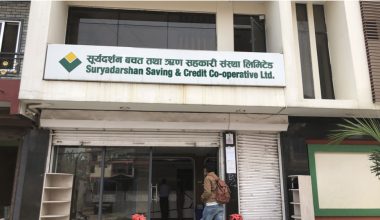 सूर्यदर्शन बचत तथा ऋण सहकारी संस्था लिमिटेड
Suryadarshan Saving & Credit Co-operative Ltd.